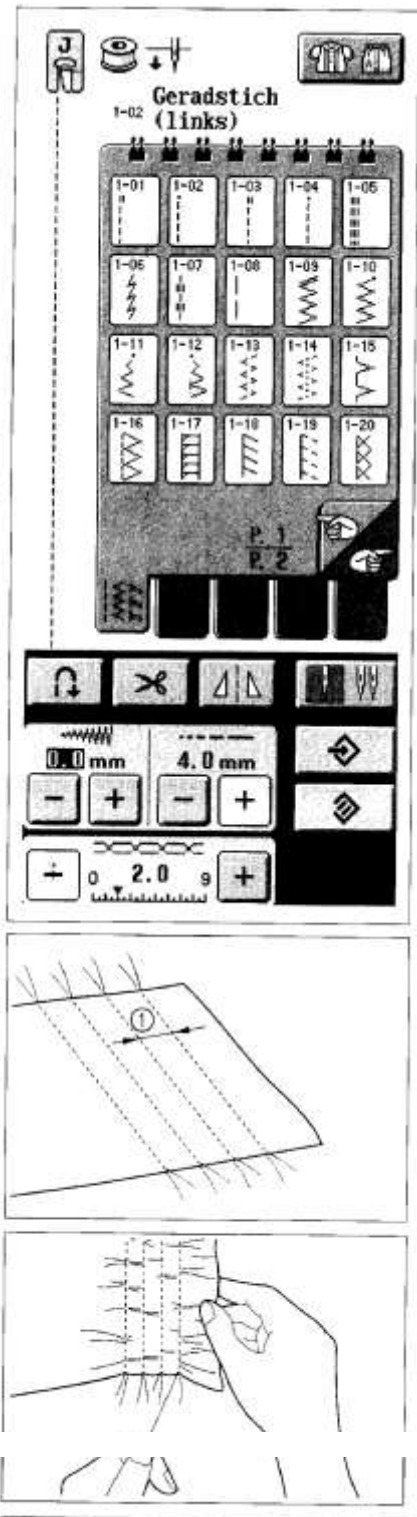 J
Geradstich
1-02 (links)
1-01 1-02 1-03 1-04 1-05
1-06 1-07 1-08 1-09 1-10
1-11 1-12 1-13 1-14 1-15
1-16 1-17 1-18 1-19 1-20
P. 1
P. 2
0.0 mm 4.0 mm
- + - +
0 2.0 9 +
1